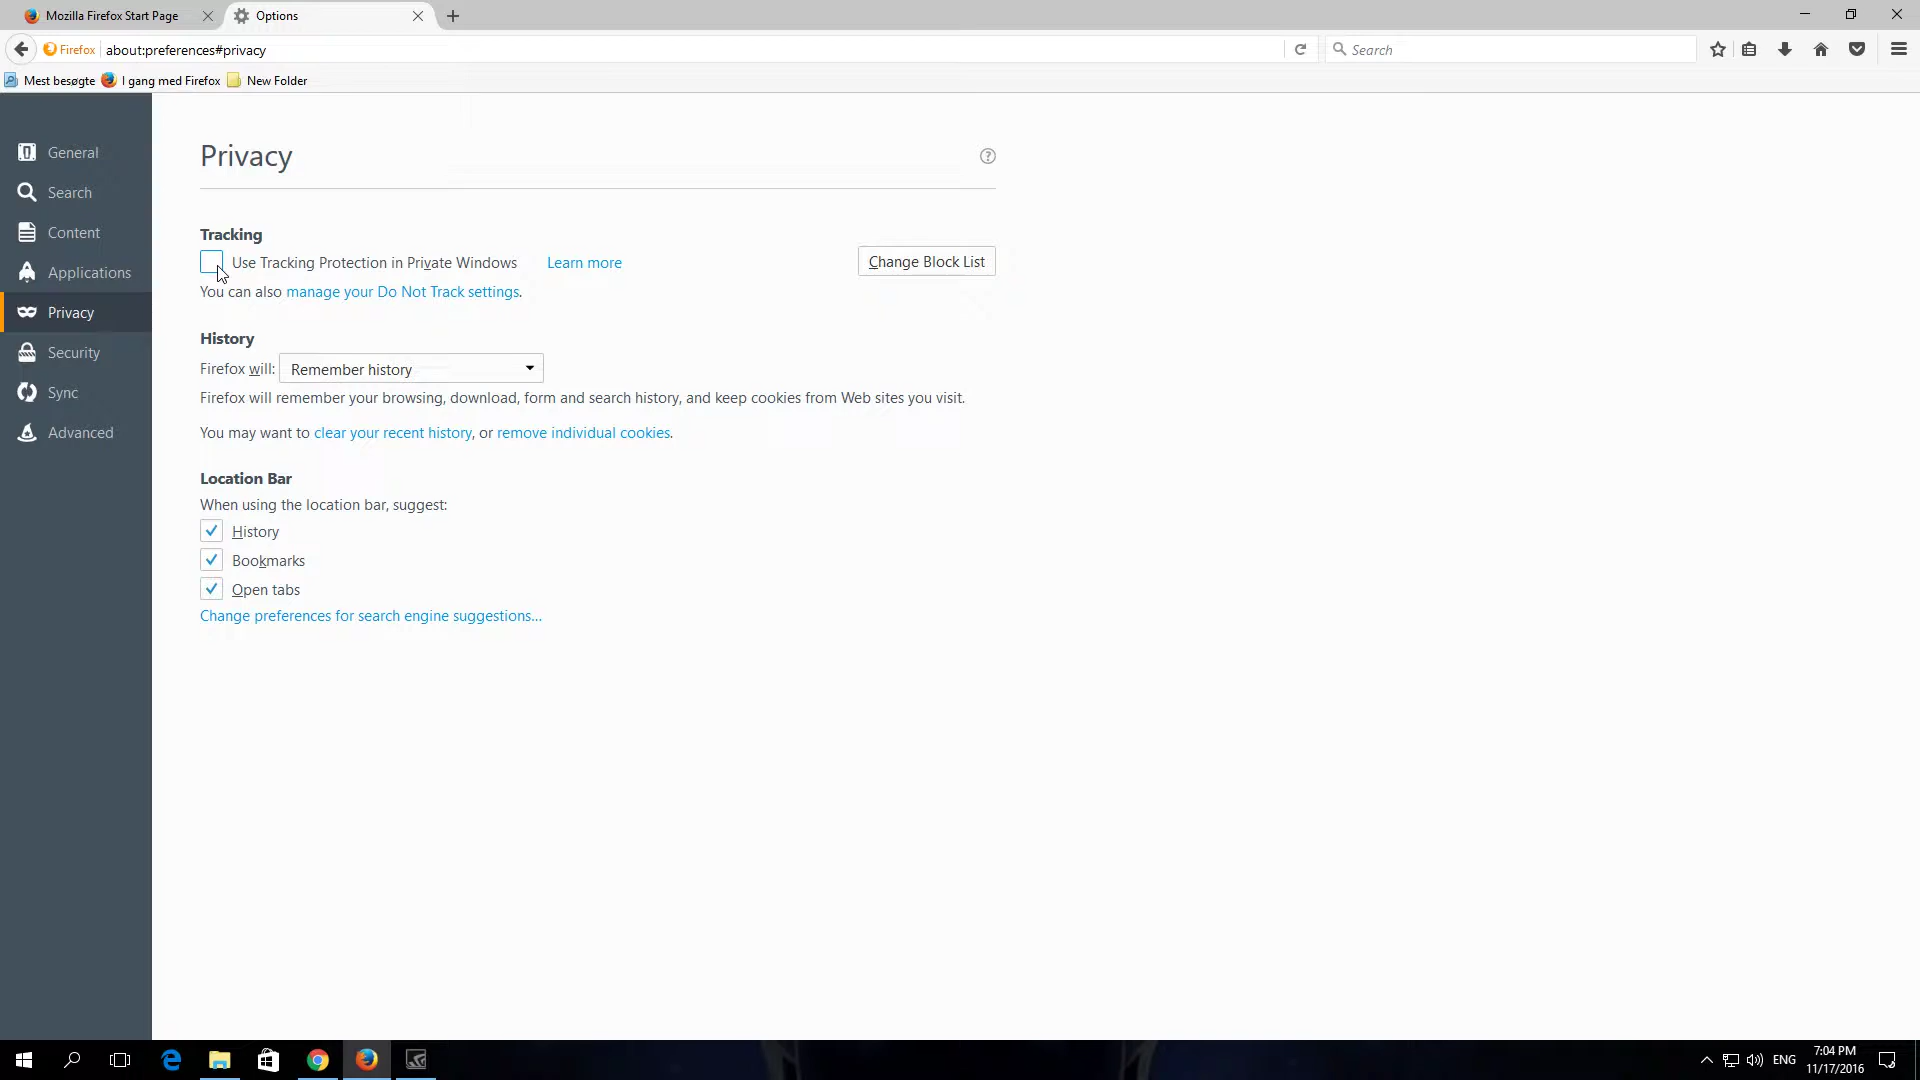 Mozilla Firefox Start Page
Options
Firefox
about:preferences#privacy
Search
Mest besøgte
I gang med Firefox
New Folder
General
Search
Content
Applications
Privacy
Security
Sync
Advanced
Privacy
Tracking
Use Tracking Protection in Private Windows
Learn more
Change Block List
You can also manage your Do Not Track settings.
History
Firefox will:
Remember history
Firefox will remember your browsing, download, form and search history, and keep cookies from Web sites you visit.
You may want to clear your recent history, or remove individual cookies.
Location Bar
When using the location bar, suggest:
History
Bookmarks
Open tabs
Change preferences for search engine suggestions...
ENG
7:04 PM
11/17/2016